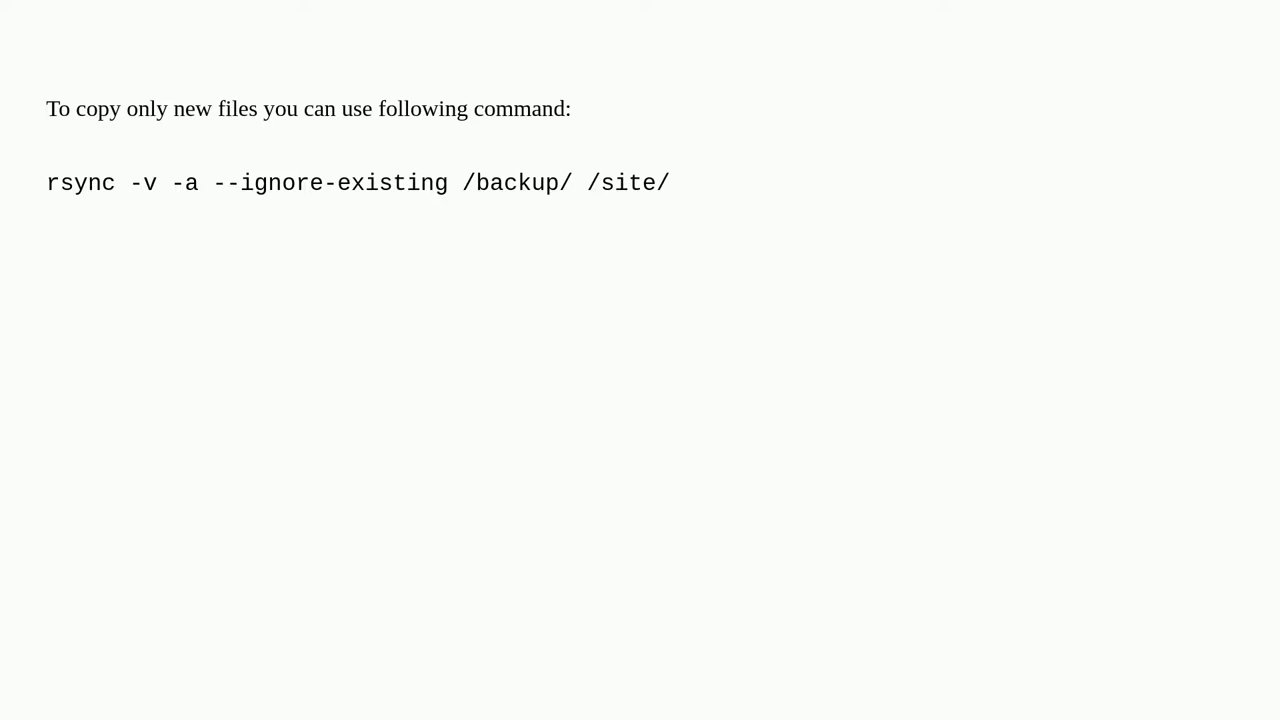 To copy only new files you can use following command:
rsync -v -a --ignore-existing /backup/ /site/